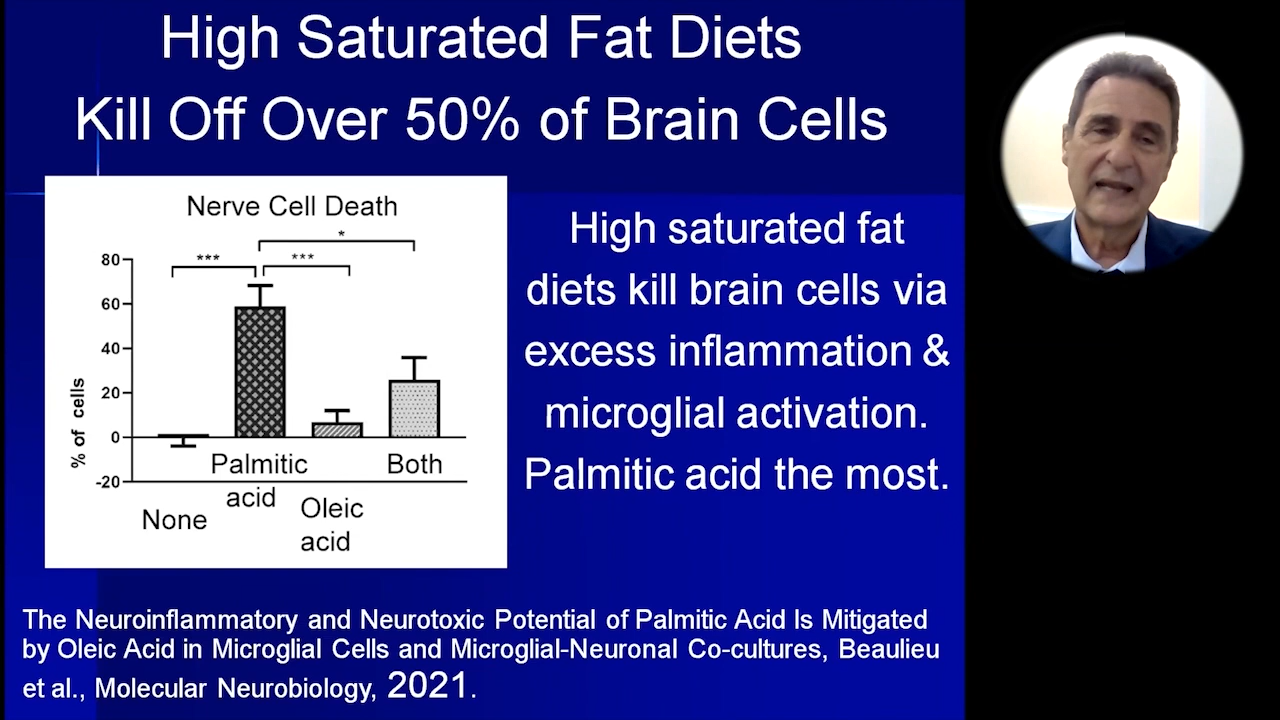 High Saturated Fat Diets
Kill Off Over 50% of Brain Cells
Nerve Cell Death
*
*** ***
80
60
40
20
0
-20
% of cells
None
Palmitic
acid
Oleic
acid
Both
High saturated fat
diets kill brain cells via
excess inflammation &
microglial activation.
Palmitic acid the most.
The Neuroinflammatory and Neurotoxic Potential of Palmitic Acid Is Mitigated
by Oleic Acid in Microglial Cells and Microglial-Neuronal Co-cultures, Beaulieu
et al., Molecular Neurobiology, 2021.